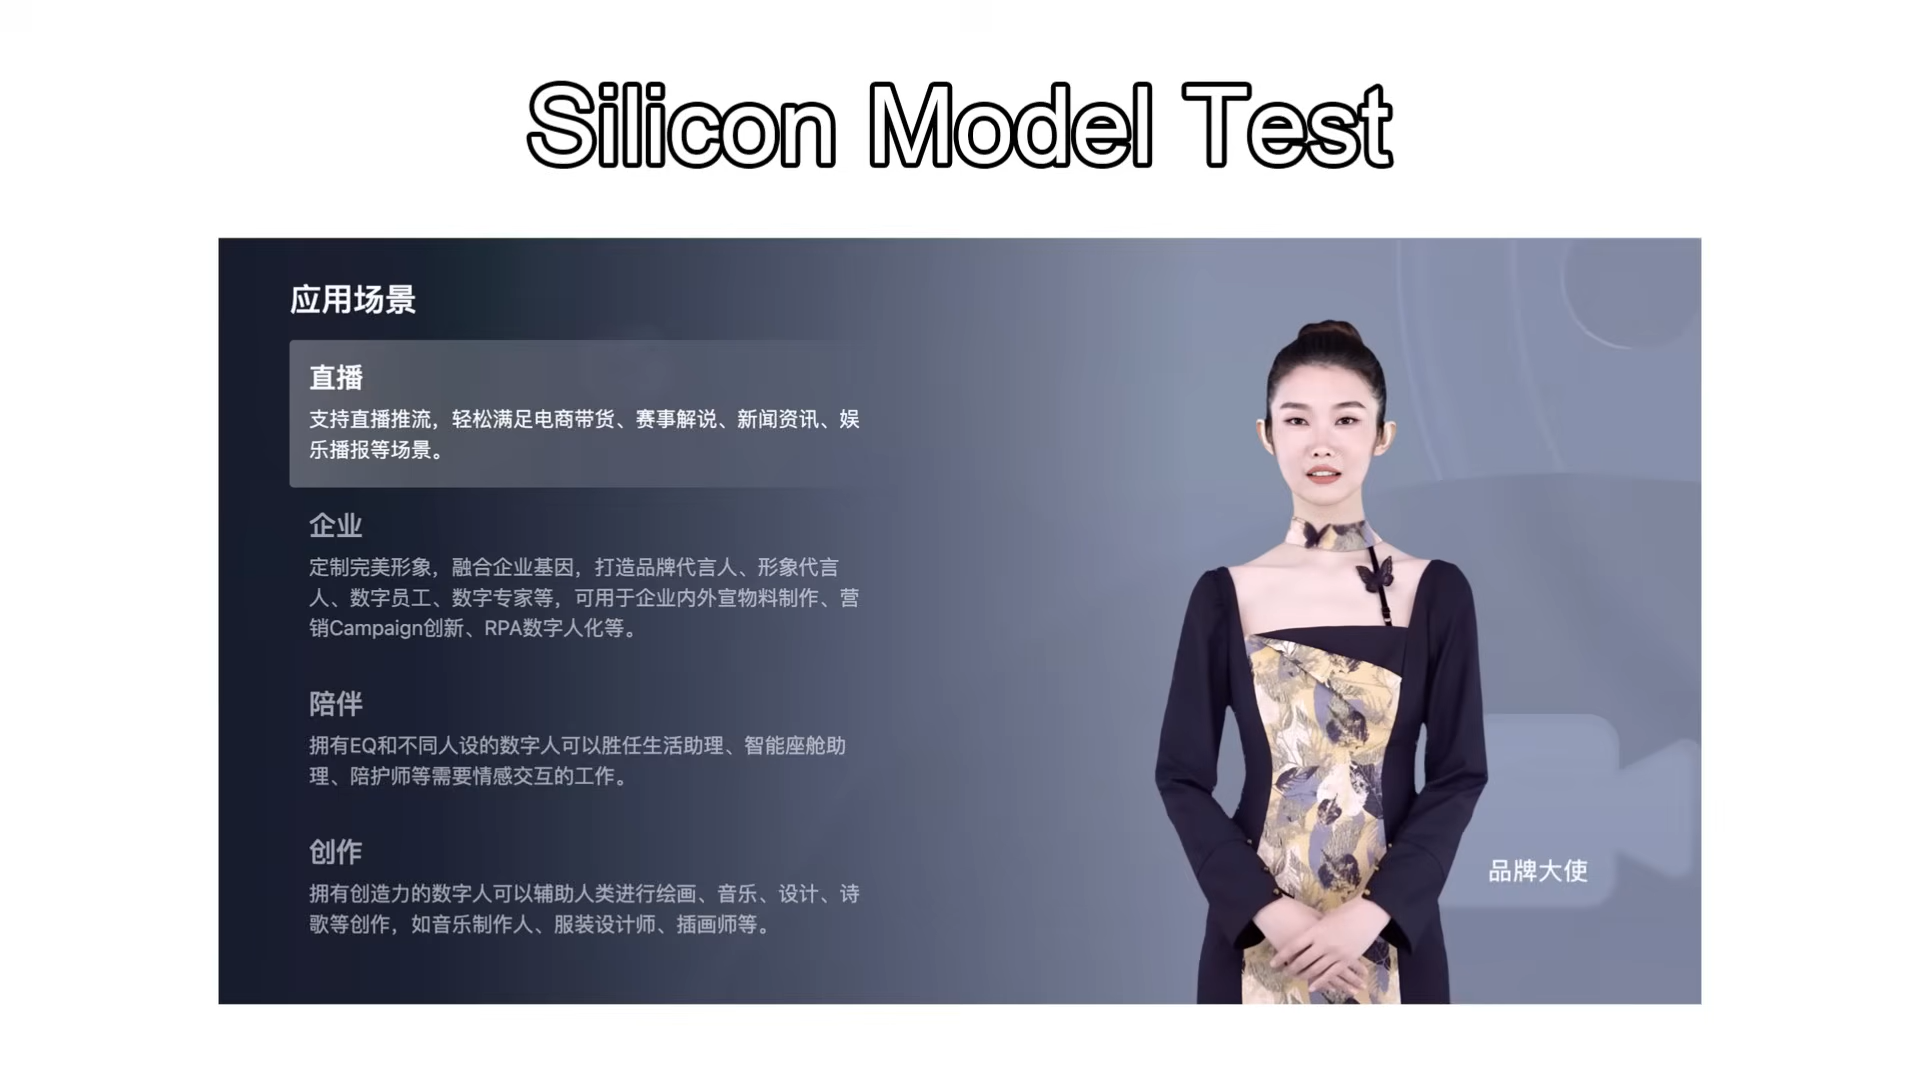 Silicon Model Test
应用场景
直播
支持直播推流，轻松满足电商带货、赛事解说、新闻资讯、娱
乐播报等场景。
企业
定制完美形象，融合企业基因，打造品牌代言人、形象代言
人、数字员工、数字专家等，可用于企业内外宣物料制作、营
销Campaign创新、RPA数字人化等。
陪伴
拥有EQ和不同人设的数字人可以胜任生活助理、智能座舱助
理、陪护师等需要情感交互的工作。
创作
拥有创造力的数字人可以辅助人类进行绘画、音乐、设计、诗
歌等创作，如音乐制作人、服装设计师、插画师等。
品牌大使